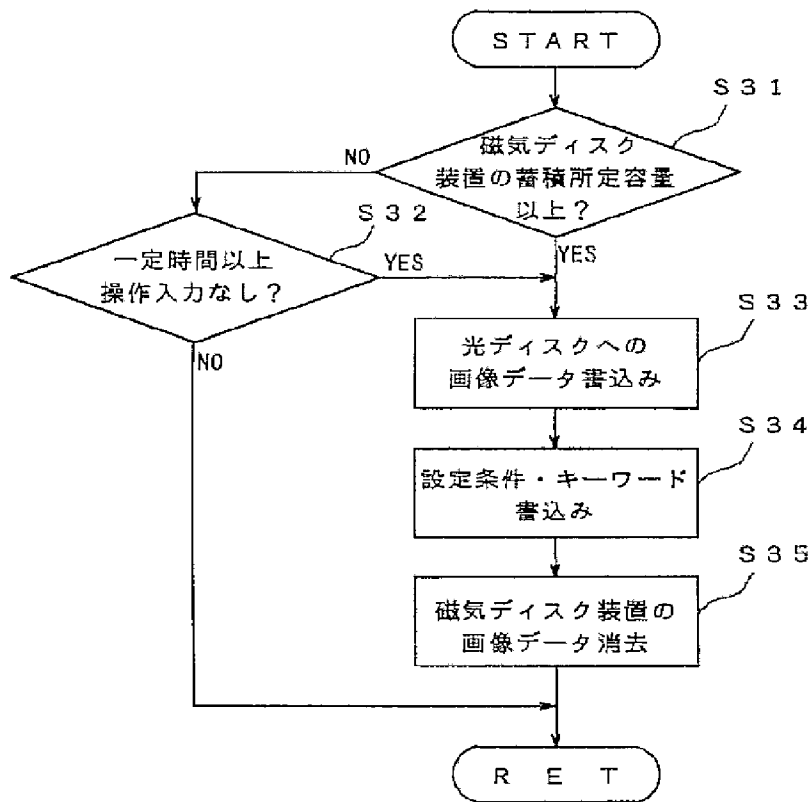 START
S31
磁気ディスク
装置の蓄積所定容量
以上?
NO
YES
S32
一定時間以上
操作入力なし?
YES
NO
S33
光ディスクへの
画像データ書込み
S34
設定条件・キーワード
書込み
S35
磁気ディスク装置の
画像データ消去
RET